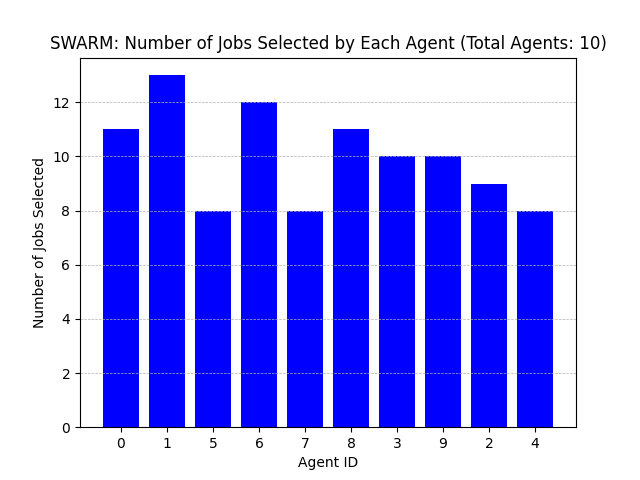 SWARM: Number of Jobs Selected by Each Agent (Total Agents: 10)
12
10
8
6
4
2
0
Number of Jobs Selected
0 1 5 6 7 8 3 9 2 4
Agent ID